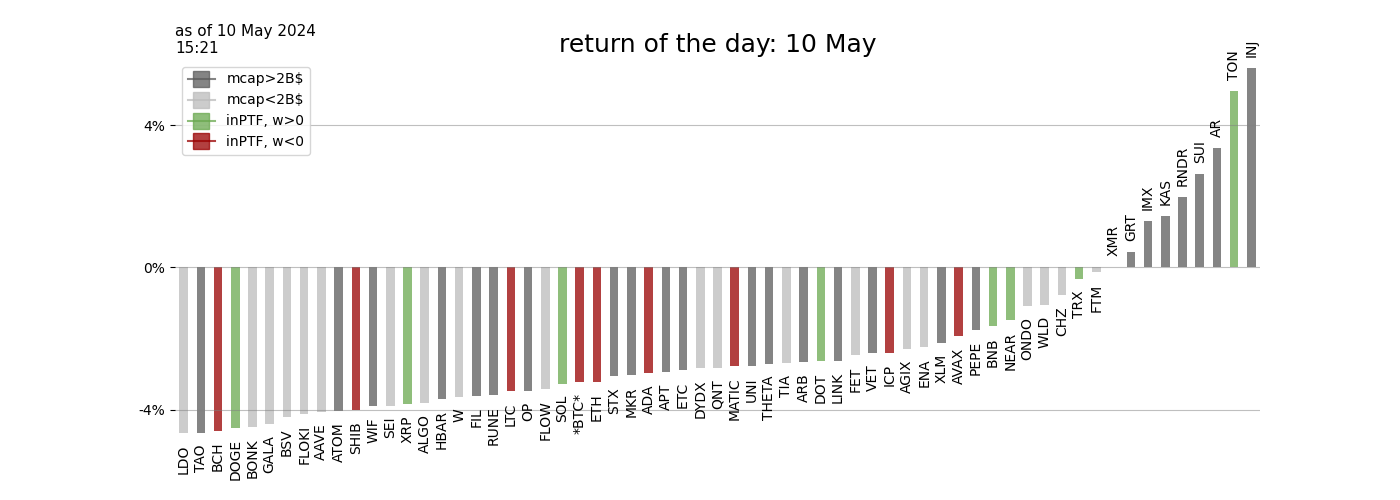 as of 10 May 2024
15:21
return of the day: 10 May
mcap>2B$
mcap<2B$
inPTF, w>0
inPTF, w<0
4%
0%
-4%
LDO
TAO
BCH
DOGE
BONK
GALA
BSV
FLOKI
AAVE
ATOM
SHIB
WIF
SEI
XRP
ALGO
HBAR
W
FIL
RUNE
LTC
OP
FLOW
SOL
*BTC*
ETH
STX
MKR
ADA
APT
ETC
DYDX
QNT
MATIC
UNI
THETA
TIA
ARB
DOT
LINK
FET
VET
ICP
AGIX
ENA
XLM
AVAX
PEPE
BNB
NEAR
ONDO
WLD
CHZ
TRX
FTM
XMR
GRT
IMX
KAS
RNDR
SUI
AR
TON
INJ